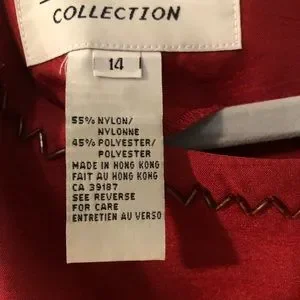 COLLECTION
14
55% NYLON/
NYLONNE
45% POLYESTER/
POLYESTER
MADE IN HONG KONG
FAIT AU HONG KONG
CA 39187
SEE REVERSE
FOR CARE
ENTRETIEN AU VERSO